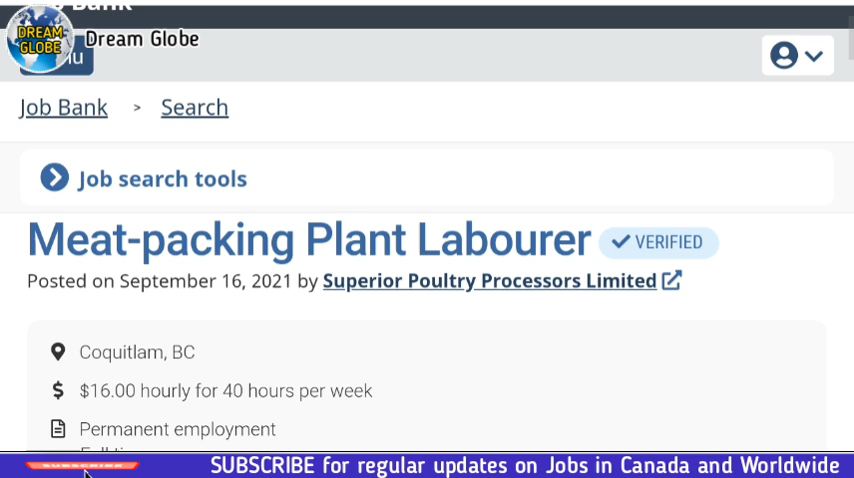 Bank
DREAM
GLOBE
Dream Globe
Job Bank > Search
Job search tools
Meat-packing Plant Labourer VERIFIED
Posted on September 16, 2021 by Superior Poultry Processors Limited
Coquitlam, BC
$16.00 hourly for 40 hours per week
Permanent employment
SUBSCRIBE for regular updates on Jobs in Canada and Worldwide